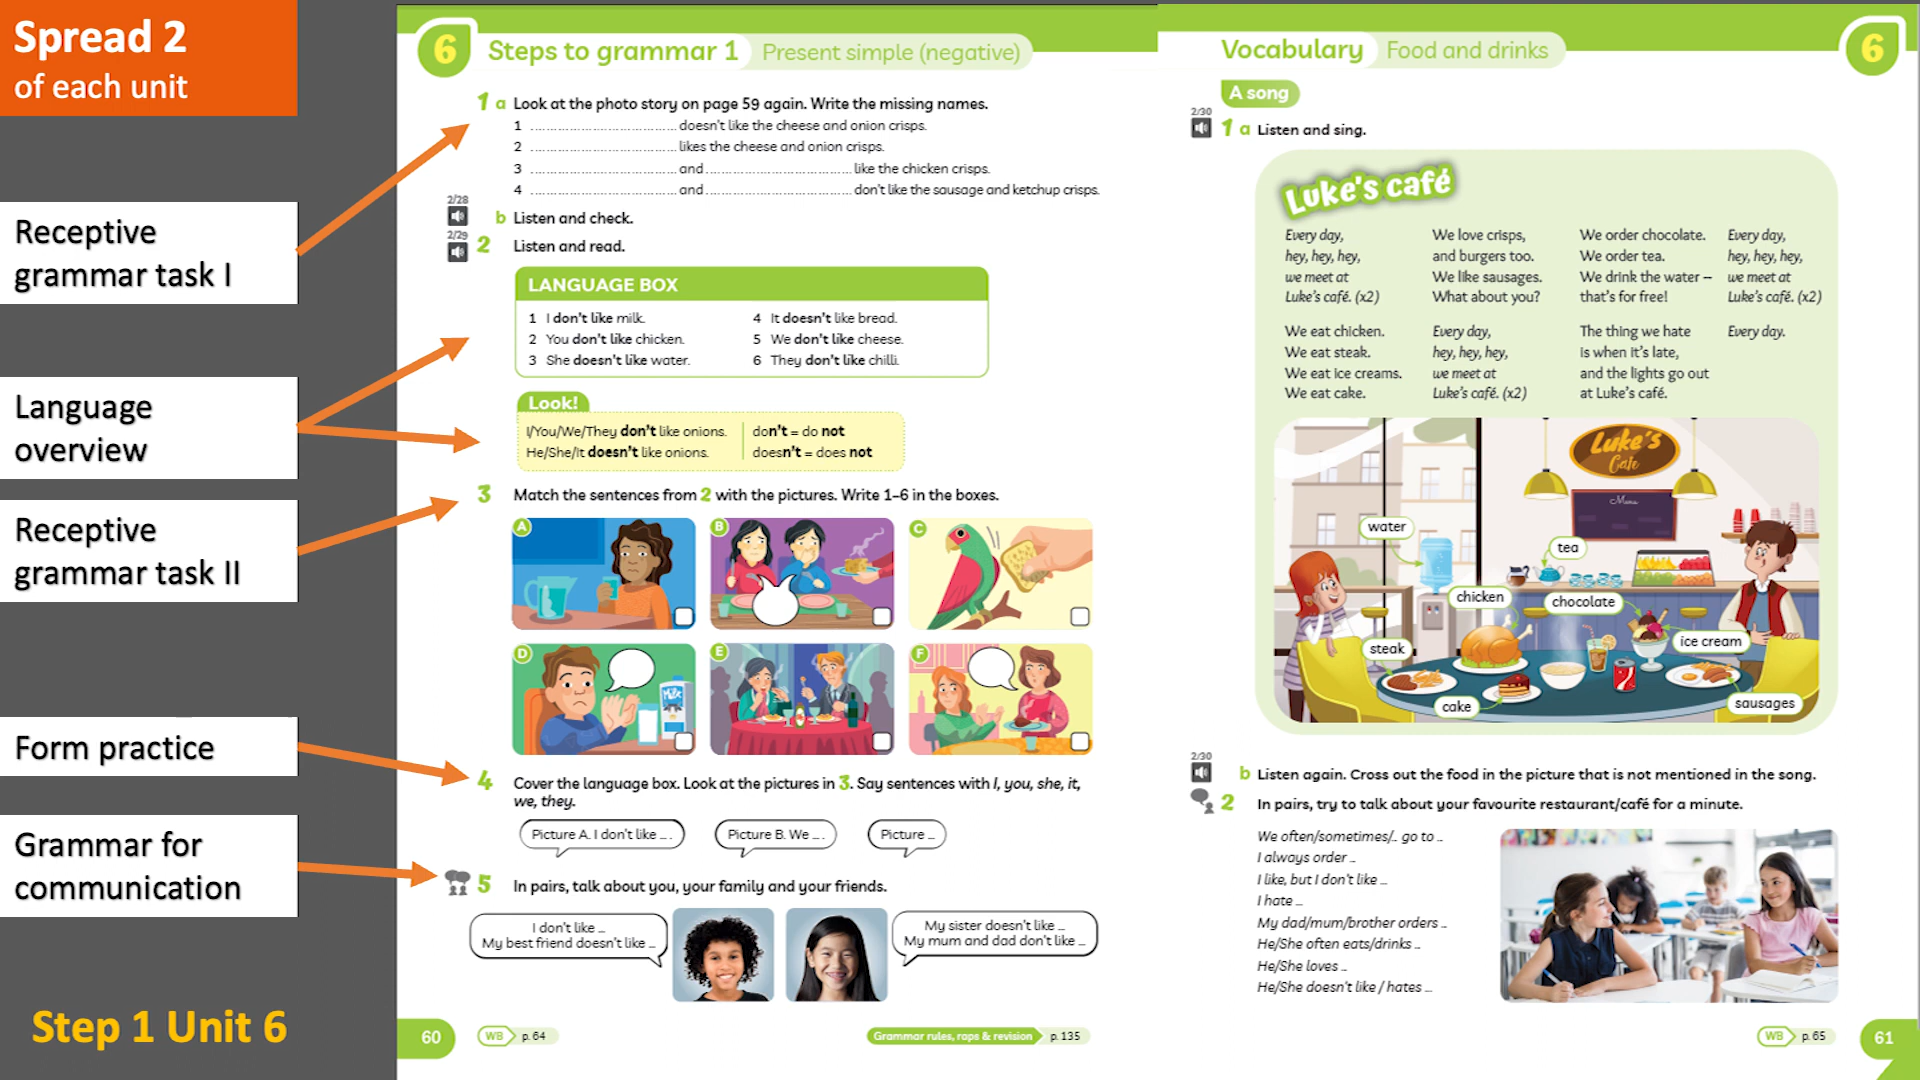 Spread 2
of each unit
Receptive
grammar task I
Language
overview
Receptive
grammar task II
Form practice
Grammar for
communication
Step 1 Unit 6
6 Steps to grammar 1 Present simple (negative)
1 a Look at the photo story on page 59 again. Write the missing names.
1 ........................................ doesn't like the cheese and onion crisps.
2 ........................................ likes the cheese and onion crisps.
3 ........................................ and ........................................ like the chicken crisps.
4 ........................................ and ........................................ don't like the sausage and ketchup crisps.
2/28
b Listen and check.
2/29
2 Listen and read.
LANGUAGE BOX
1 I don't like milk.
2 You don't like chicken.
3 She doesn't like water.
4 It doesn't like bread.
5 We don't like cheese.
6 They don't like chilli.
Look!
I/You/We/They don't like onions.
He/She/It doesn't like onions.
don't = do not
doesn't = does not
3 Match the sentences from 2 with the pictures. Write 1–6 in the boxes.
A
B
C
D
Milk
E
F
4 Cover the language box. Look at the pictures in 3. Say sentences with I, you, she, it,
we, they.
Picture A. I don't like ... .
Picture B. We ... .
Picture ...
5 In pairs, talk about you, your family and your friends.
I don't like ...
My best friend doesn't like ...
My sister doesn't like ...
My mum and dad don't like ...
60
WB p. 64
Grammar rules, raps & revision p. 135
Vocabulary Food and drinks 6
A song
2/30
1 a Listen and sing.
Luke's café
Every day,
hey, hey, hey,
we meet at
Luke's café. (x2)
We eat chicken.
We eat steak.
We eat ice creams.
We eat cake.
We love crisps,
and burgers too.
We like sausages.
What about you?
Every day,
hey, hey, hey,
we meet at
Luke's café. (x2)
We order chocolate.
We order tea.
We drink the water –
that's for free!
The thing we hate
is when it's late,
and the lights go out
at Luke's café.
Every day,
hey, hey, hey,
we meet at
Luke's café. (x2)
Every day.
Luke's
Cafe
Menu
water
tea
chicken
chocolate
ice cream
steak
cake
sausages
2/30
b Listen again. Cross out the food in the picture that is not mentioned in the song.
2 In pairs, try to talk about your favourite restaurant/café for a minute.
We often/sometimes/... go to ...
I always order ...
I like, but I don't like ...
I hate ...
My dad/mum/brother orders ...
He/She often eats/drinks ...
He/She loves ...
He/She doesn't like / hates ...
WB p. 65
61